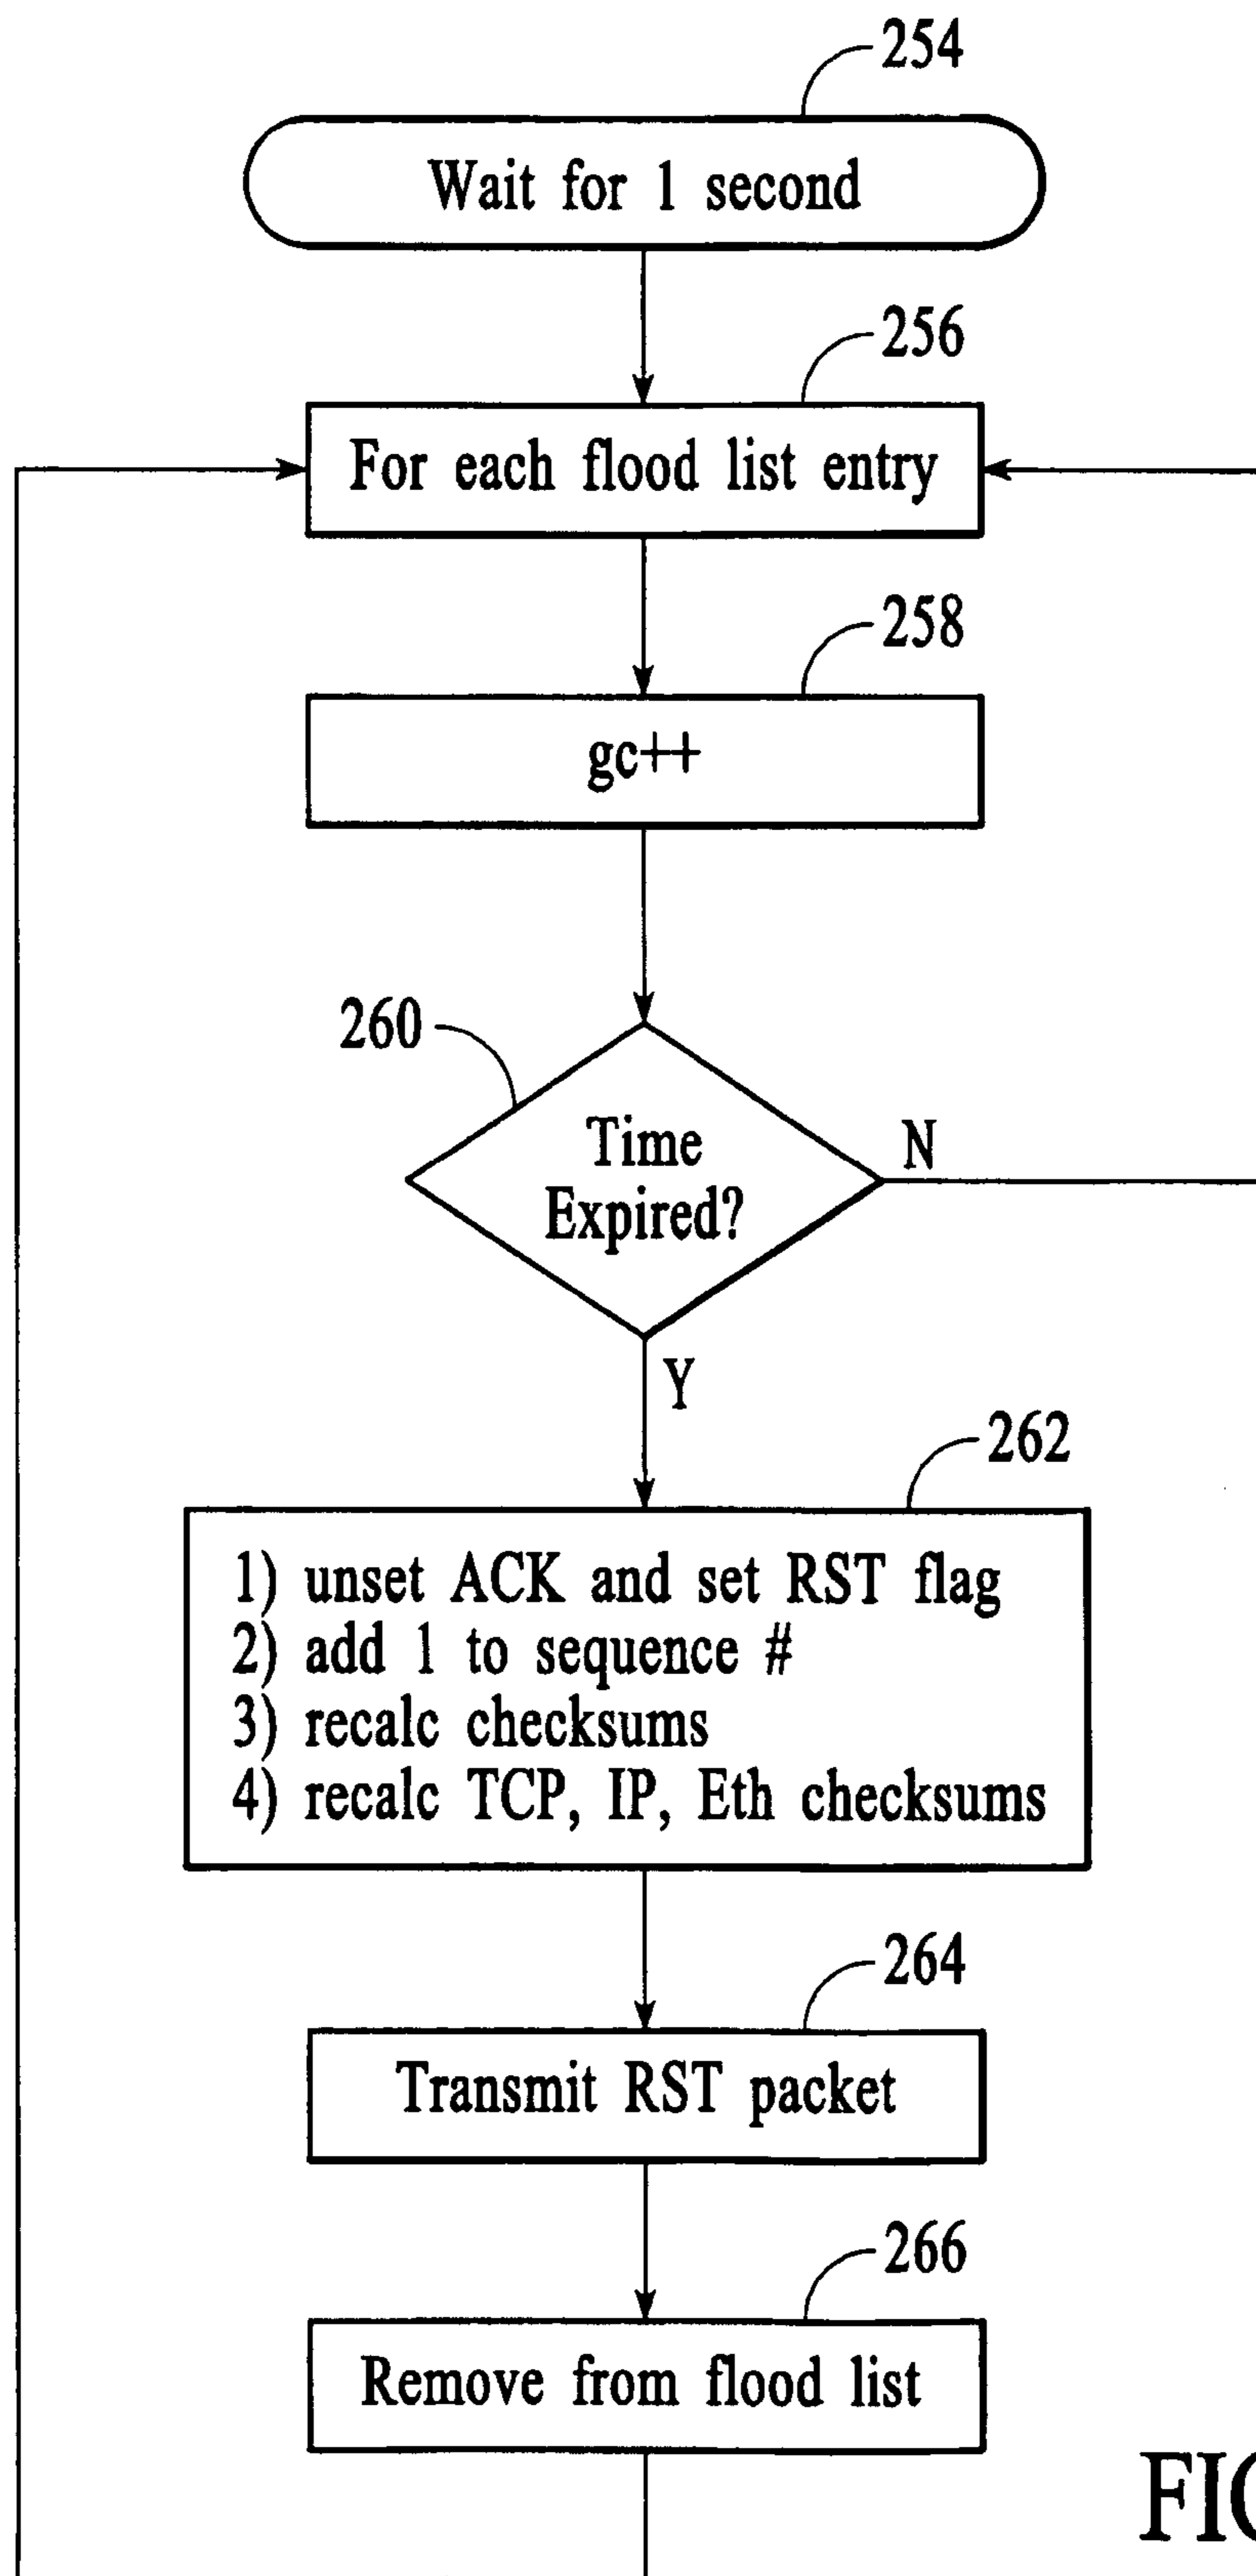 254
Wait for 1 second
256
For each flood list entry
258
gc++
260
Time
Expired?
N
Y
262
1) unset ACK and set RST flag
2) add 1 to sequence #
3) recalc checksums
4) recalc TCP, IP, Eth checksums
264
Transmit RST packet
266
Remove from flood list